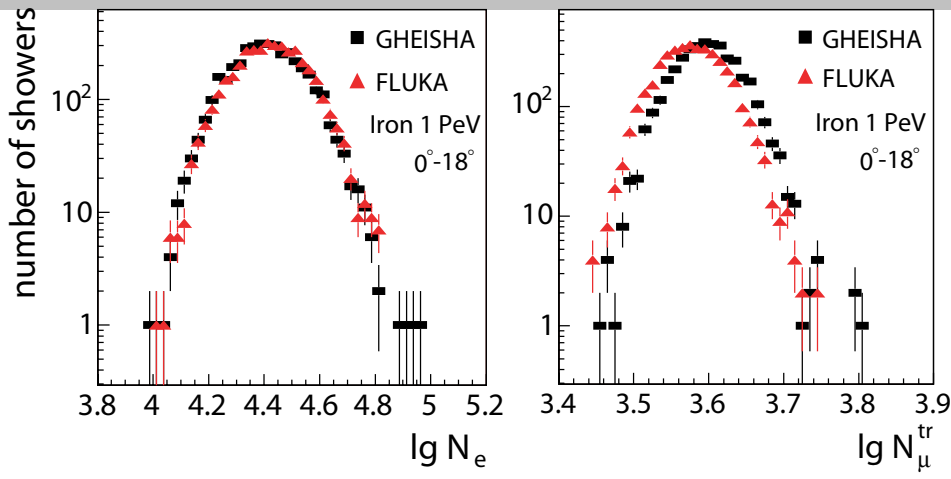 number of showers
10²
10
1
GHEISHA
FLUKA
Iron 1 PeV
0°-18°
3.8 4 4.2 4.4 4.6 4.8 5 5.2
lg Nₑ
10²
10
1
GHEISHA
FLUKA
Iron 1 PeV
0°-18°
3.4 3.5 3.6 3.7 3.8 3.9
lg N_μ^tr